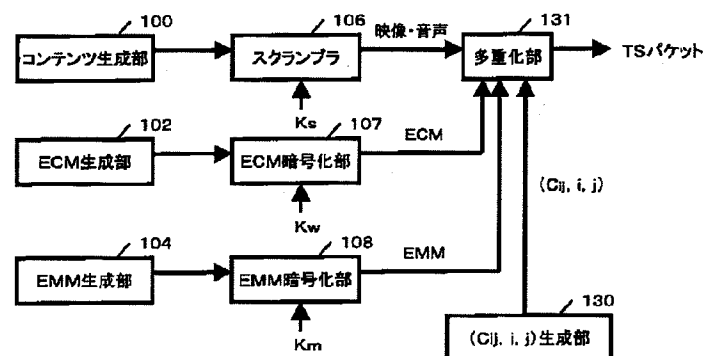 100
コンテンツ生成部
106
スクランブラ
映像・音声
131
多重化部
TSパケット
Ks
102
ECM生成部
107
ECM暗号化部
ECM
Kw
(Cij, i, j)
104
EMM生成部
108
EMM暗号化部
EMM
Km
130
(Cij, i, j)生成部